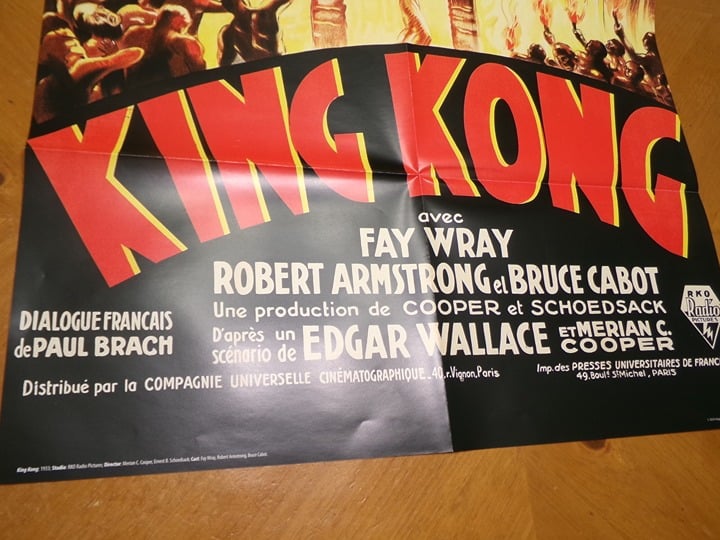 KING KONG
avec
FAY WRAY
ROBERT ARMSTRONG et BRUCE CABOT
Une production de COOPER et SCHOEDSACK
D'après un scénario de EDGAR WALLACE ET MERIAN C. COOPER
DIALOGUE FRANCAIS
de PAUL BRACH
RKO
Radio
PICTURES
Distribué par la COMPAGNIE UNIVERSELLE CINÉMATOGRAPHIQUE_40,r.Vignon,Paris
Imp. des PRESSES UNIVERSITAIRES DE FRANC
49.Boul! St Michel, PARIS
King Kong: 1933; Studio: RKO Radio Pictures; Director: Merian C. Cooper, Ernest B. Schoedsack; Cast: Fay Wray, Robert Armstrong, Bruce Cabot.